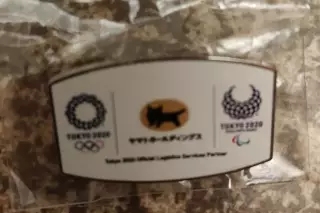 TOKYO 2020
ヤマトホールディングス
TOKYO 2020
Tokyo 2020 Official Logistics Services Partner